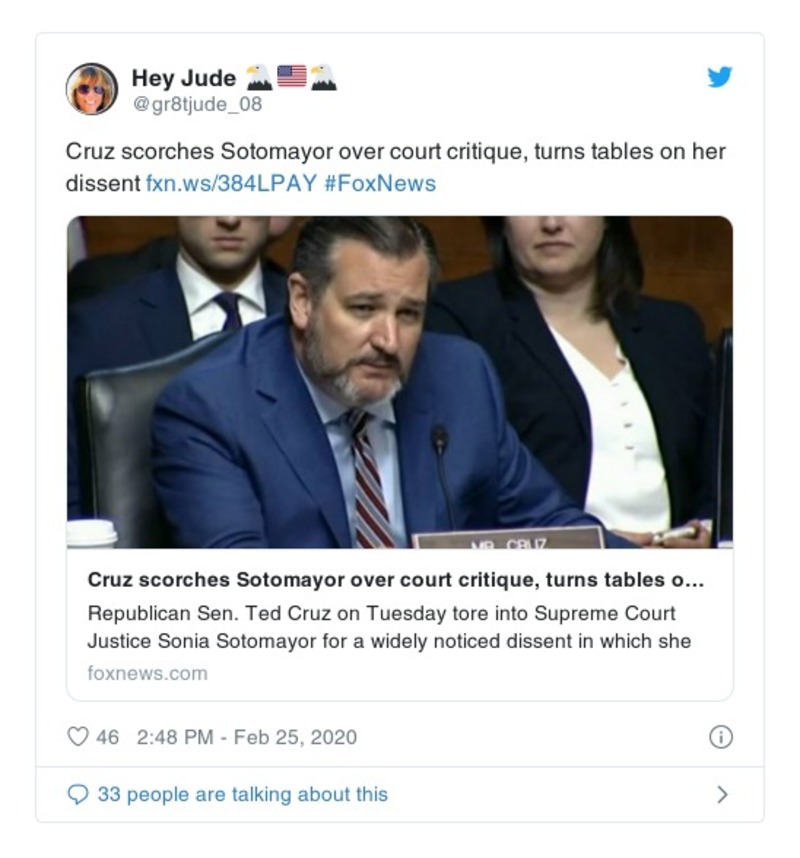 Hey Jude 🦅🇺🇸🦅
@gr8tjude_08
Cruz scorches Sotomayor over court critique, turns tables on her
dissent fxn.ws/384LPAY #FoxNews
MR. CRUZ
Cruz scorches Sotomayor over court critique, turns tables o...
Republican Sen. Ted Cruz on Tuesday tore into Supreme Court
Justice Sonia Sotomayor for a widely noticed dissent in which she
foxnews.com
46 2:48 PM - Feb 25, 2020
33 people are talking about this